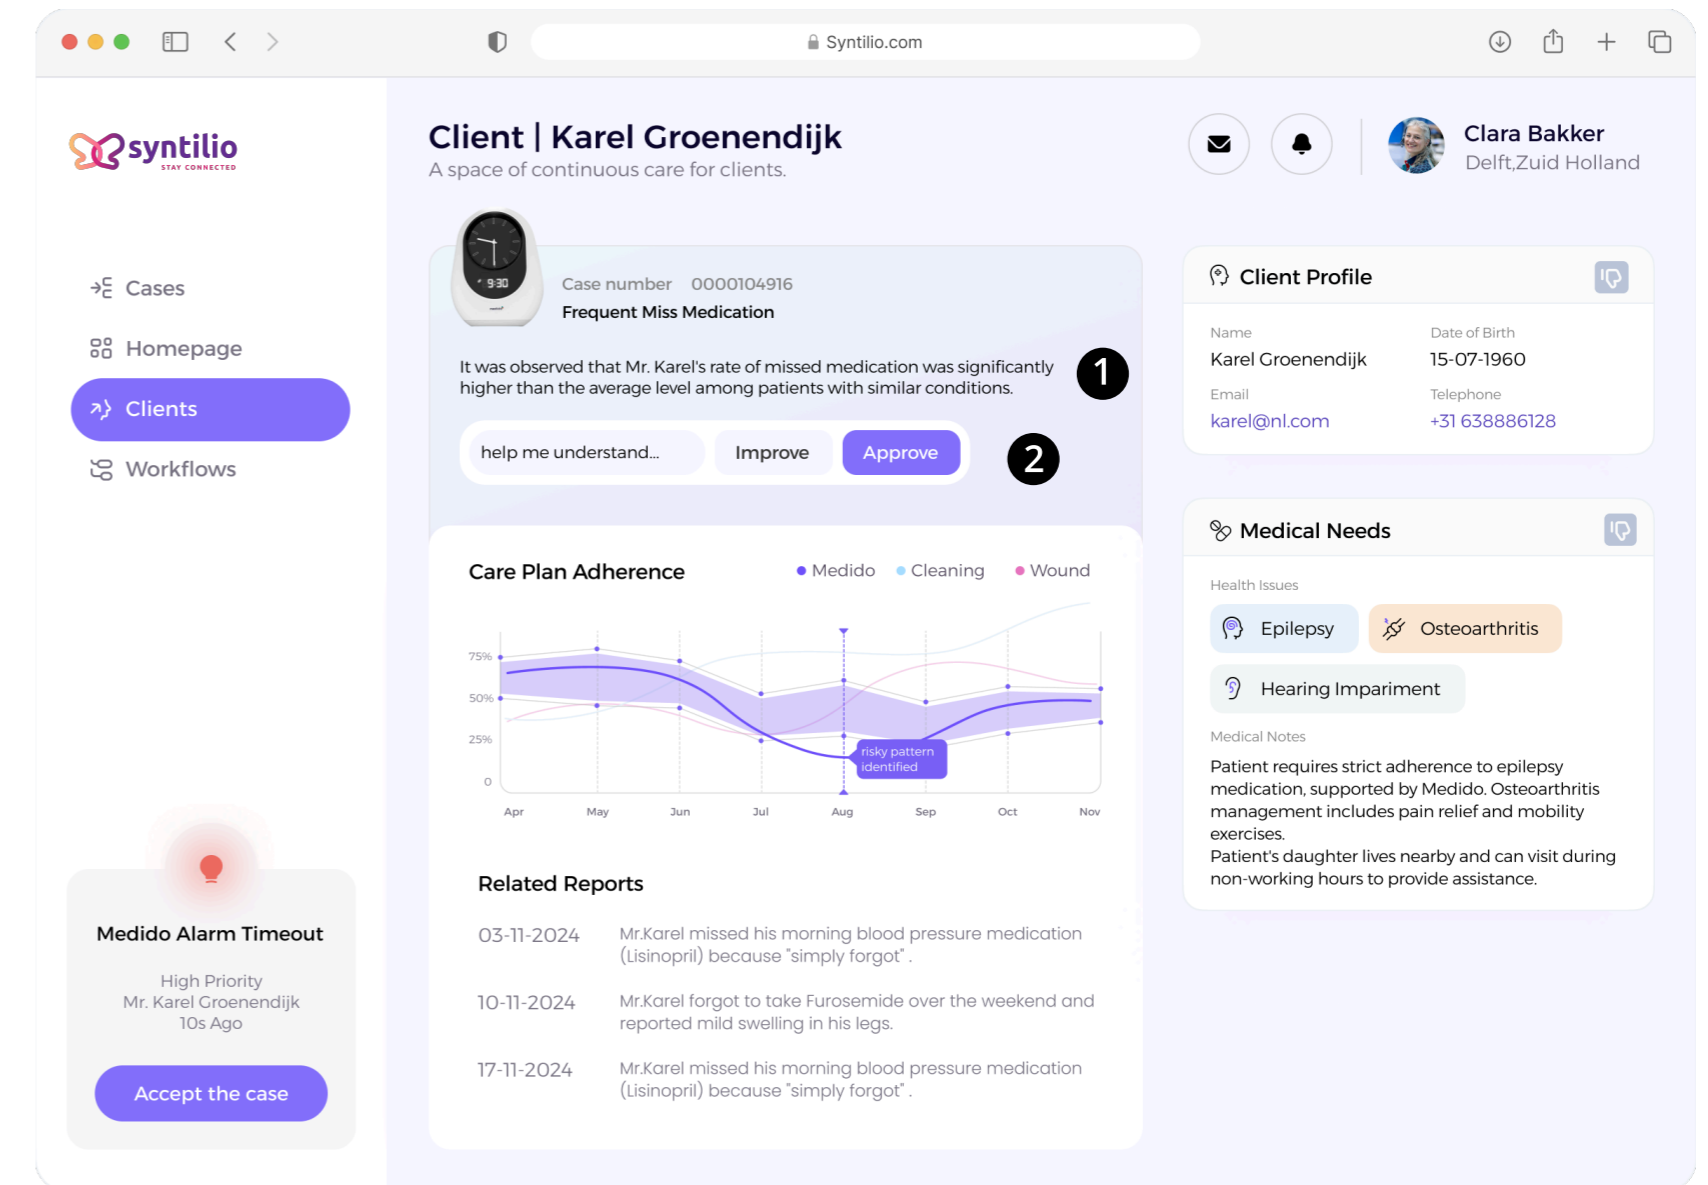 Syntilio.com
syntilio
STAY CONNECTED
Client | Karel Groenendijk
A space of continuous care for clients.
Clara Bakker
Delft,Zuid Holland
Cases
Homepage
Clients
Workflows
9:30
Case number 0000104916
Frequent Miss Medication
It was observed that Mr. Karel's rate of missed medication was significantly
higher than the average level among patients with similar conditions.
1
help me understand... Improve Approve
2
Care Plan Adherence
Medido Cleaning Wound
75%
50%
25%
0
risky pattern
identified
Apr May Jun Jul Aug Sep Oct Nov
Related Reports
03-11-2024 Mr.Karel missed his morning blood pressure medication
(Lisinopril) because "simply forgot" .
10-11-2024 Mr.Karel forgot to take Furosemide over the weekend and
reported mild swelling in his legs.
17-11-2024 Mr.Karel missed his morning blood pressure medication
(Lisinopril) because "simply forgot" .
Client Profile
Name Date of Birth
Karel Groenendijk 15-07-1960
Email Telephone
karel@nl.com +31 638886128
Medical Needs
Health Issues
Epilepsy Osteoarthritis
Hearing Impariment
Medical Notes
Patient requires strict adherence to epilepsy
medication, supported by Medido. Osteoarthritis
management includes pain relief and mobility
exercises.
Patient's daughter lives nearby and can visit during
non-working hours to provide assistance.
Medido Alarm Timeout
High Priority
Mr. Karel Groenendijk
10s Ago
Accept the case